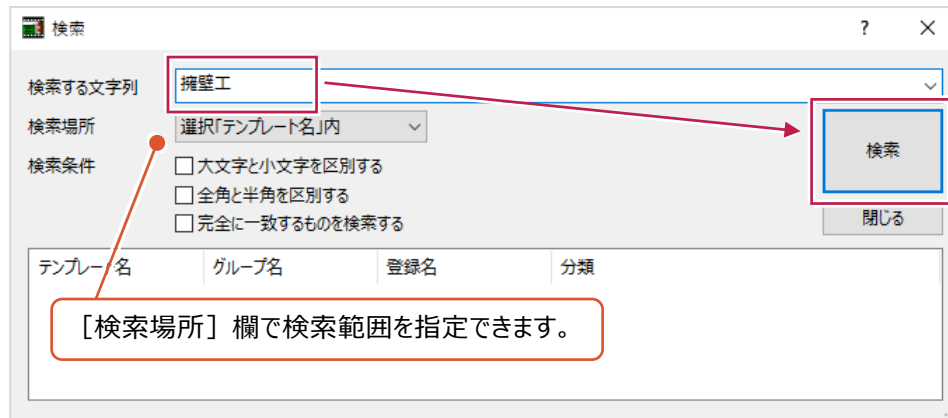 検索
?
×
検索する文字列 擁壁工
検索場所 選択「テンプレート名」内
検索
検索条件 大文字と小文字を区別する
全角と半角を区別する
完全に一致するものを検索する
閉じる
テンプレート名 グループ名 登録名 分類
[検索場所] 欄で検索範囲を指定できます。